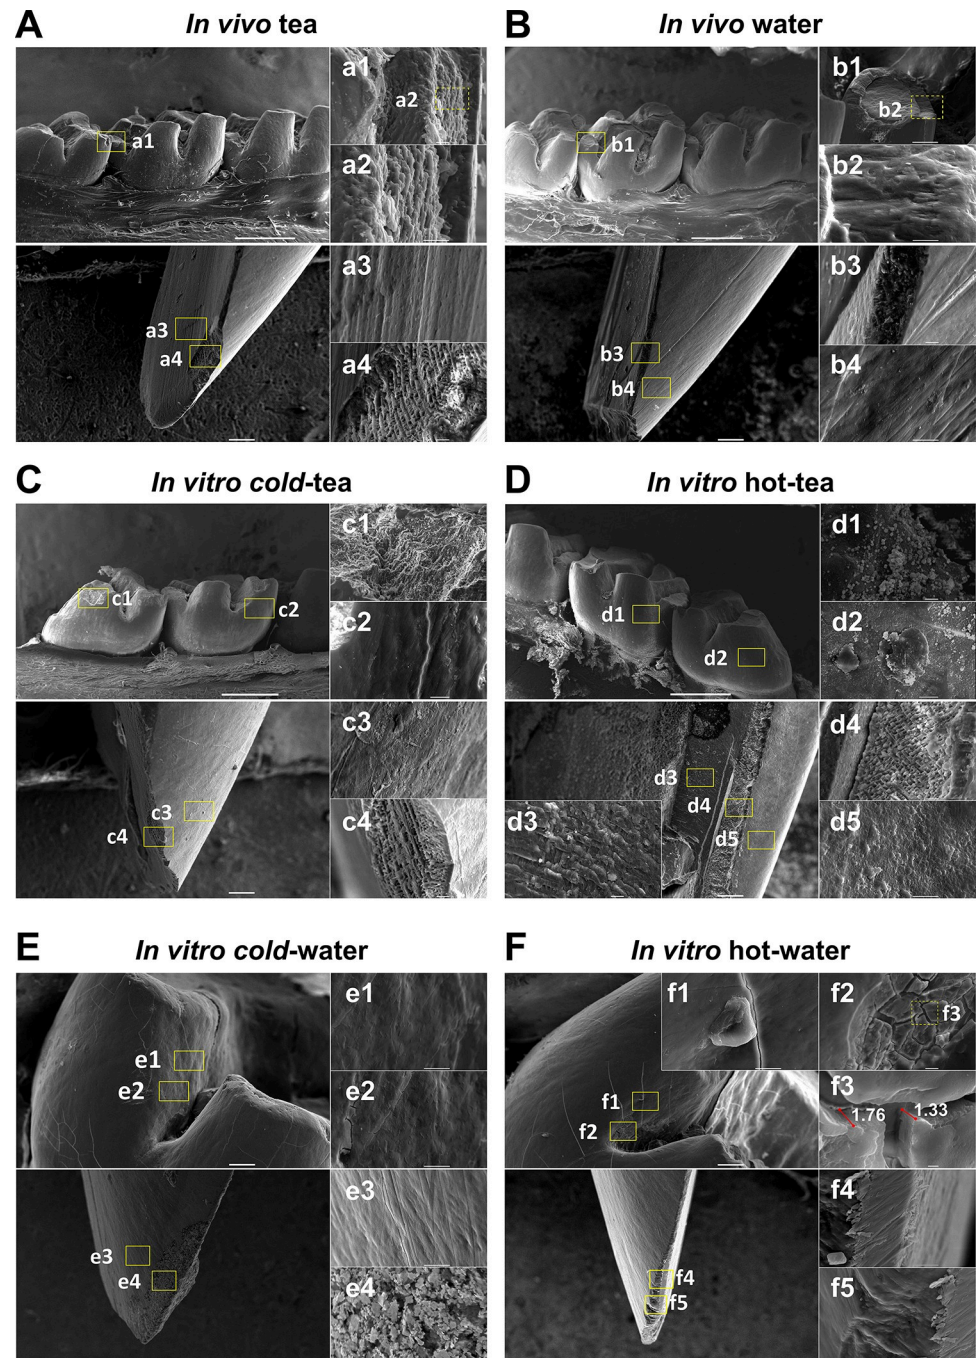 A
In vivo tea
a1
a1
a2
a2
a3
a4
a3
a4
B
In vivo water
b1
b1
b2
b2
b3
b4
b3
b4
C
In vitro cold-tea
c1
c2
c1
c2
c3
c4
c3
c4
D
In vitro hot-tea
d1
d2
d1
d2
d3
d4
d5
d3
d4
d5
E
In vitro cold-water
e1
e2
e1
e2
e3
e4
e3
e4
F
In vitro hot-water
f1
f1
f2
f2
f3
f3
1.76
1.33
f4
f5
f4
f5